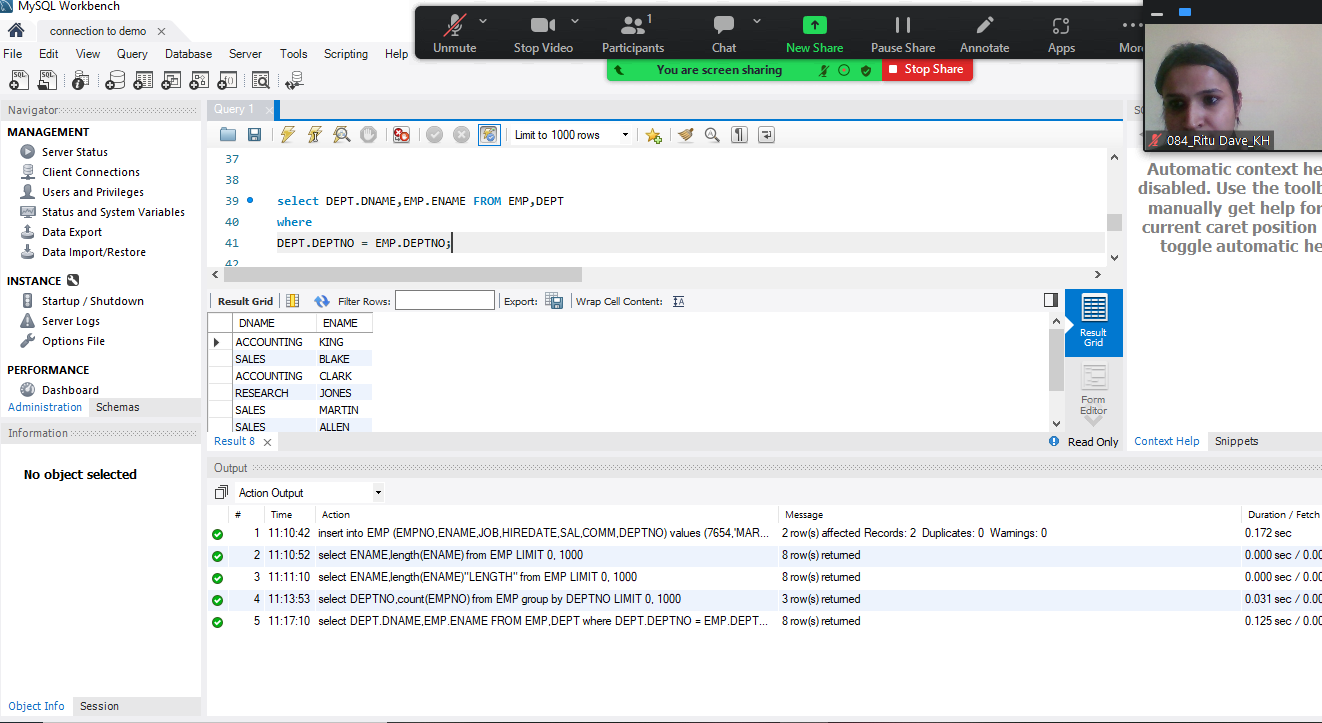 MySQL Workbench
connection to demo
File Edit View Query Database Server Tools Scripting Help
Unmute Stop Video Participants 1 Chat New Share Pause Share Annotate Apps More
You are screen sharing Stop Share
084_Ritu Dave_KH
Navigator
MANAGEMENT
Server Status
Client Connections
Users and Privileges
Status and System Variables
Data Export
Data Import/Restore
INSTANCE
Startup / Shutdown
Server Logs
Options File
PERFORMANCE
Dashboard
Administration Schemas
Information
No object selected
Object Info Session
Query 1
Limit to 1000 rows
37
38
39 select DEPT.DNAME,EMP.ENAME FROM EMP,DEPT
40 where
41 DEPT.DEPTNO = EMP.DEPTNO;
42
Result Grid Filter Rows: Export: Wrap Cell Content:
DNAME ENAME
ACCOUNTING KING
SALES BLAKE
ACCOUNTING CLARK
RESEARCH JONES
SALES MARTIN
SALES ALLEN
Result Grid
Form Editor
Result 8
Read Only
Automatic context he
disabled. Use the toolb
manually get help for
current caret position
toggle automatic he
Context Help Snippets
Output
Action Output
# Time Action Message Duration / Fetch
1 11:10:42 insert into EMP (EMPNO,ENAME,JOB,HIREDATE,SAL,COMM,DEPTNO) values (7654,'MAR... 2 row(s) affected Records: 2 Duplicates: 0 Warnings: 0 0.172 sec
2 11:10:52 select ENAME,length(ENAME) from EMP LIMIT 0, 1000 8 row(s) returned 0.000 sec / 0.00
3 11:11:10 select ENAME,length(ENAME)"LENGTH" from EMP LIMIT 0, 1000 8 row(s) returned 0.000 sec / 0.00
4 11:13:53 select DEPTNO,count(EMPNO) from EMP group by DEPTNO LIMIT 0, 1000 3 row(s) returned 0.031 sec / 0.00
5 11:17:10 select DEPT.DNAME,EMP.ENAME FROM EMP,DEPT where DEPT.DEPTNO = EMP.DEPT... 8 row(s) returned 0.125 sec / 0.00